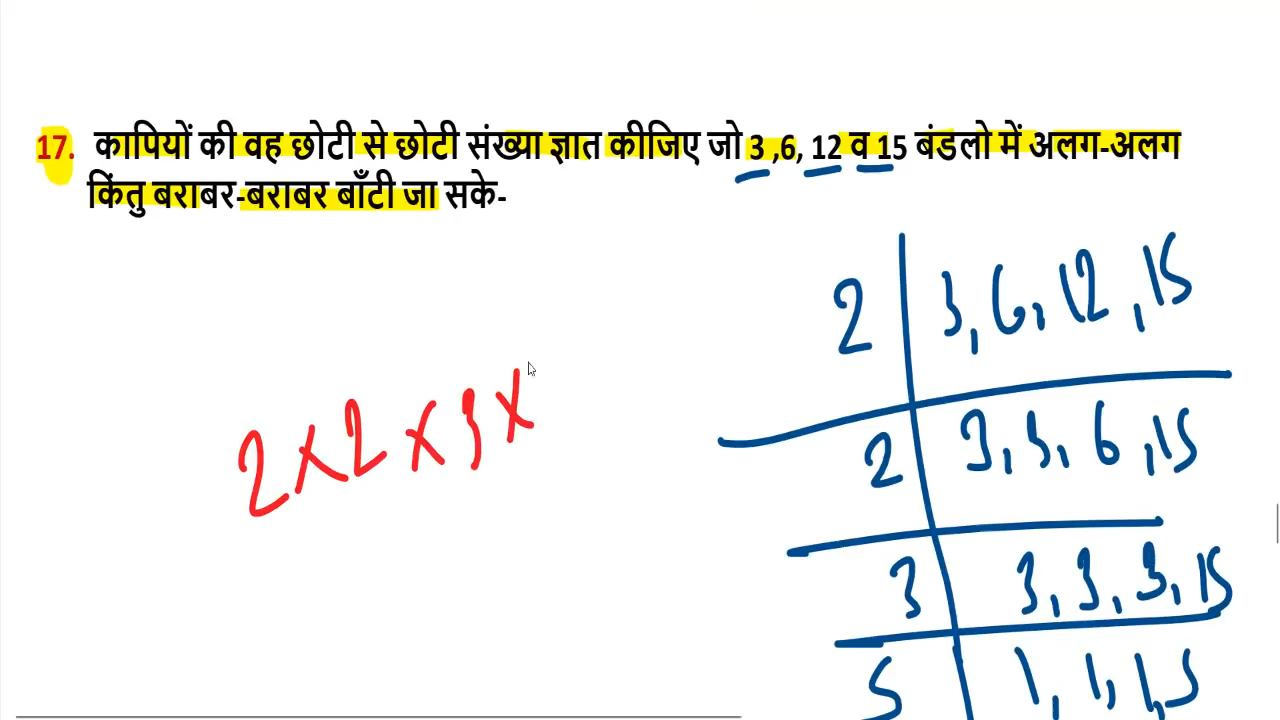 17. कापियों की वह छोटी से छोटी संख्या ज्ञात कीजिए जो 3 ,6, 12 व 15 बंडलो में अलग-अलग
किंतु बराबर-बराबर बाँटी जा सके-
2 | 3, 6, 12, 15
2 | 3, 3, 6, 15
3 | 3, 3, 3, 15
5 | 1, 1, 1, 5
2 × 2 × 3 ×